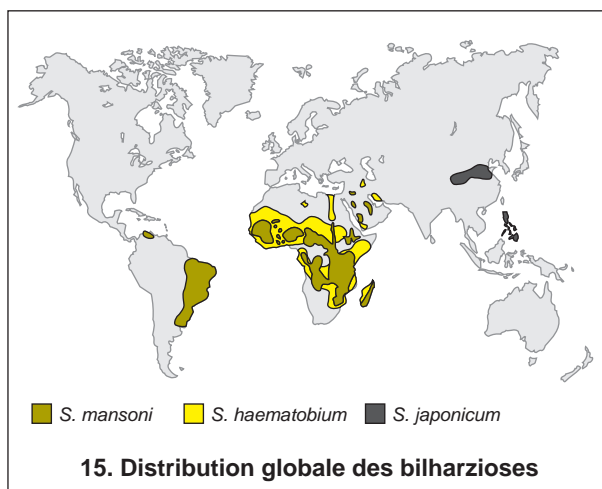 S. mansoni S. haematobium S. japonicum
15. Distribution globale des bilharzioses